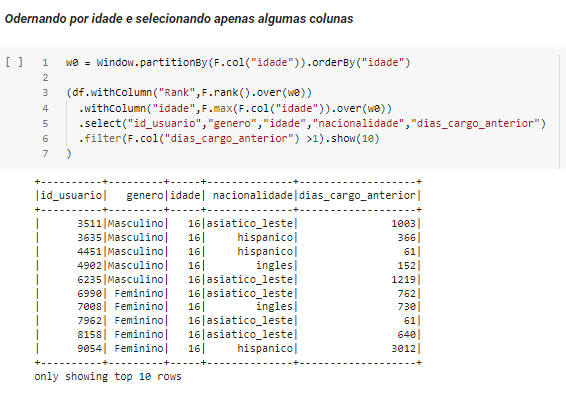 Odernando por idade e selecionando apenas algumas colunas
[ ] 1 w0 = Window.partitionBy(F.col("idade")).orderBy("idade")
2
3 (df.withColumn("Rank",F.rank().over(w0))
4 .withColumn("idade",F.max(F.col("idade")).over(w0))
5 .select("id_usuario","genero","idade","nacionalidade","dias_cargo_anterior")
6 .filter(F.col("dias_cargo_anterior") >1).show(10)
7 )
+----------+---------+-----+-------------+-------------------+
|id_usuario|   genero|idade|nacionalidade|dias_cargo_anterior|
+----------+---------+-----+-------------+-------------------+
|      3511|Masculino|   16|asiatico_leste|               1003|
|      3635|Masculino|   16|    hispanico|                366|
|      4451|Masculino|   16|    hispanico|                 61|
|      4902|Masculino|   16|       ingles|                152|
|      6235|Masculino|   16|asiatico_leste|               1219|
|      6990| Feminino|   16|asiatico_leste|                762|
|      7008| Feminino|   16|       ingles|                730|
|      7962| Feminino|   16|asiatico_leste|                 61|
|      8158| Feminino|   16|asiatico_leste|                640|
|      9054| Feminino|   16|    hispanico|               3012|
+----------+---------+-----+-------------+-------------------+
only showing top 10 rows